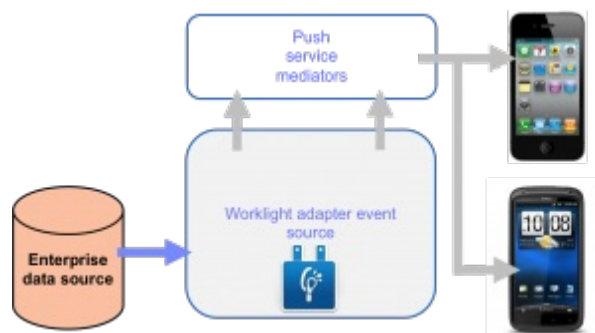 Push
service
mediators
Worklight adapter event
source
Enterprise
data source
10 08